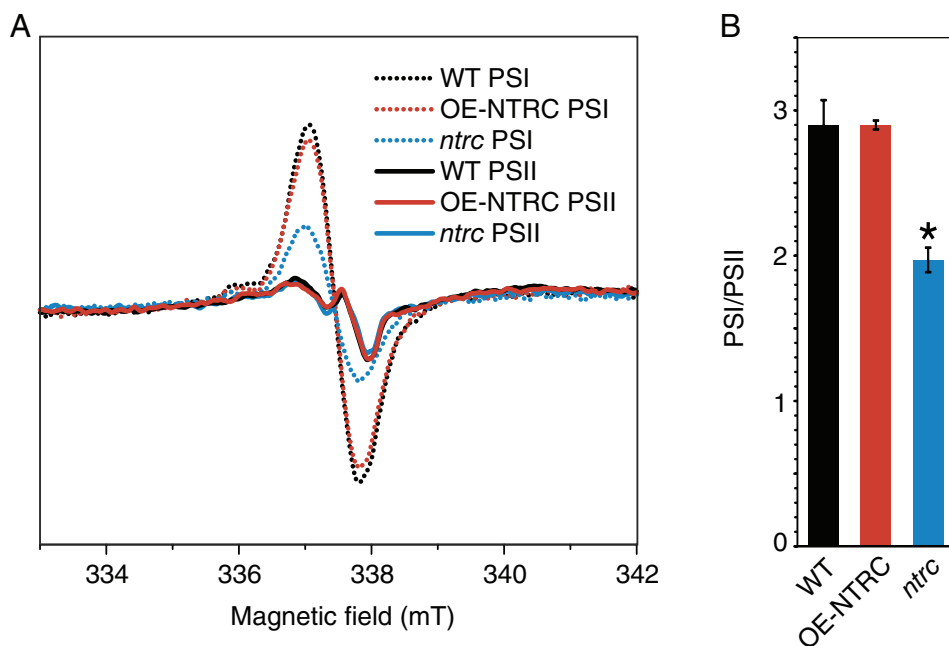 A
WT PSI
OE-NTRC PSI
ntrc PSI
WT PSII
OE-NTRC PSII
ntrc PSII
334
336
338
340
342
Magnetic field (mT)
B
3
2
1
0
PSI/PSII
*
WT
OE-NTRC
ntrc